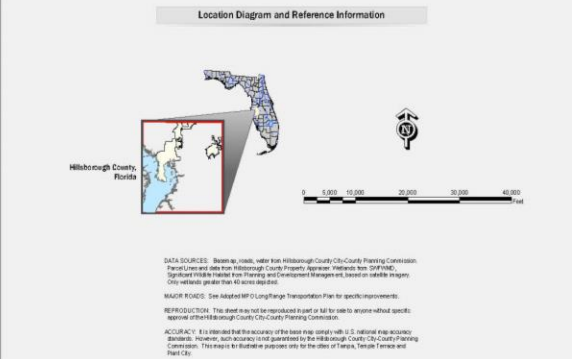 Location Diagram and Reference Information
N
Hillsborough County,
Florida
0 5,000 10,000 20,000 30,000 40,000
Feet
DATA SOURCES: Basemap, roads, water from Hillsborough County City-County Planning Commission.
Parcel Lines and data from Hillsborough County Property Appraiser. Wetlands from SWFWMD,
Significant Wildlife Habitat from Planning and Development Management, based on satellite imagery.
Only wetlands greater than 40 acres depicted.
MAJOR ROADS: See Adopted MPO Long Range Transportation Plan for specific improvements.
REPRODUCTION: This sheet may not be reproduced in part or full for sale to anyone without specific
approval of the Hillsborough County City-County Planning Commission.
ACCURACY: It is intended that the accuracy of the base map comply with U.S. national map accuracy
standards. However, such accuracy is not guaranteed by the Hillsborough County City-County Planning
Commission. This map is for illustrative purposes only for the cities of Tampa, Temple Terrace and
Plant City.